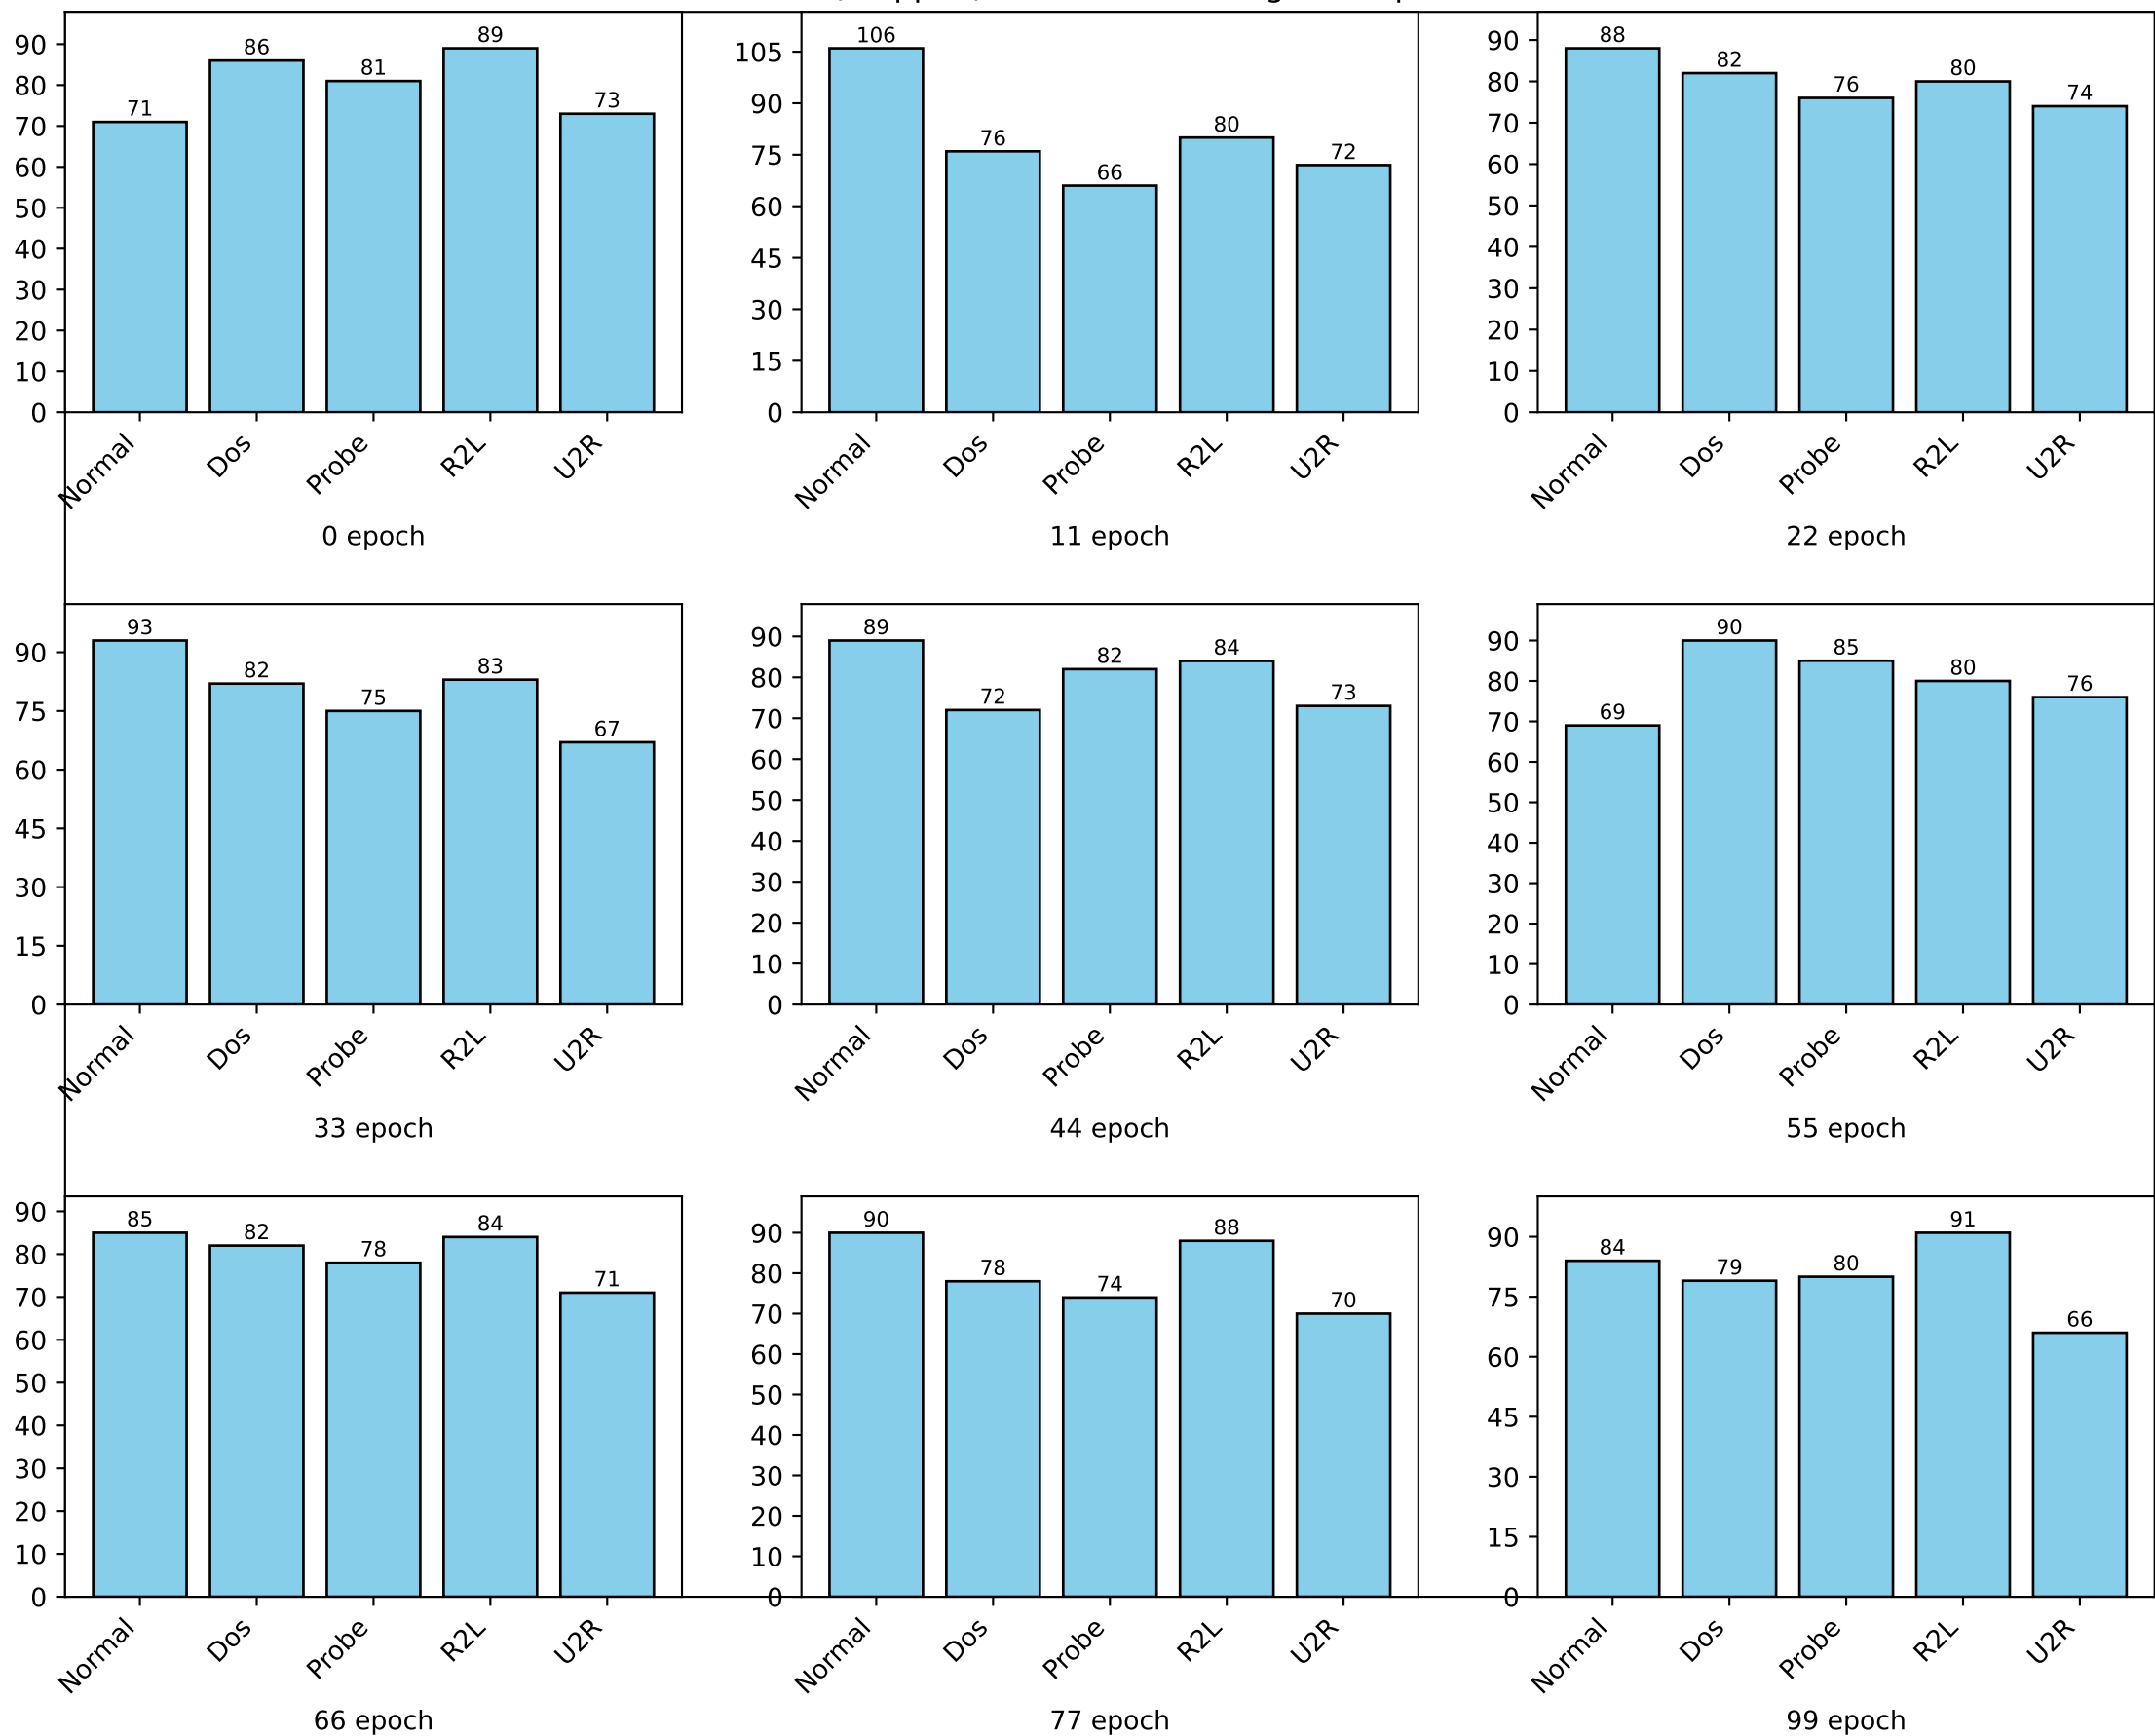 90
80
70
60
50
40
30
20
10
0
71
86
81
89
73
Normal
Dos
Probe
R2L
U2R
0 epoch
105
90
75
60
45
30
15
0
106
76
66
80
72
Normal
Dos
Probe
R2L
U2R
11 epoch
90
80
70
60
50
40
30
20
10
0
88
82
76
80
74
Normal
Dos
Probe
R2L
U2R
22 epoch
90
75
60
45
30
15
0
93
82
75
83
67
Normal
Dos
Probe
R2L
U2R
33 epoch
90
80
70
60
50
40
30
20
10
0
89
72
82
84
73
Normal
Dos
Probe
R2L
U2R
44 epoch
90
80
70
60
50
40
30
20
10
0
69
90
85
80
76
Normal
Dos
Probe
R2L
U2R
55 epoch
90
80
70
60
50
40
30
20
10
0
85
82
78
84
71
Normal
Dos
Probe
R2L
U2R
66 epoch
90
80
70
60
50
40
30
20
10
0
90
78
74
88
70
Normal
Dos
Probe
R2L
U2R
77 epoch
90
75
60
45
30
15
0
84
79
80
91
66
Normal
Dos
Probe
R2L
U2R
99 epoch